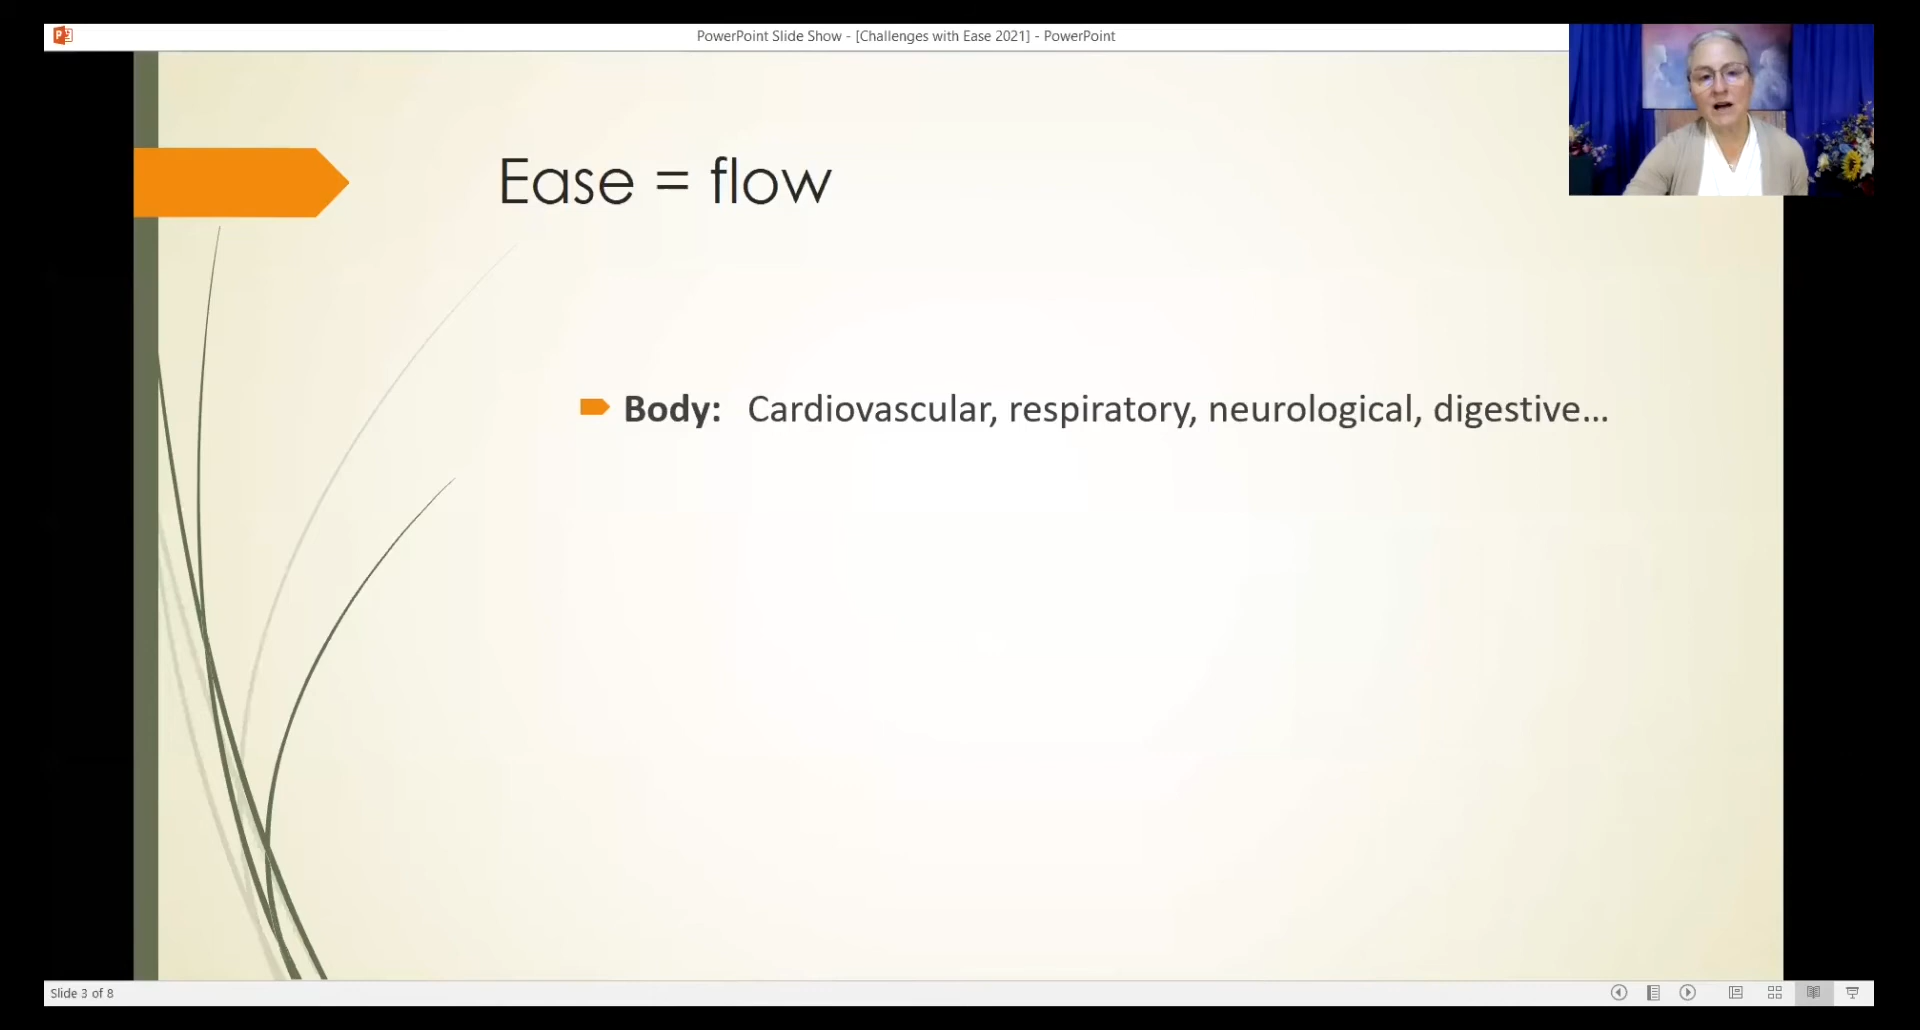 PowerPoint Slide Show - [Challenges with Ease 2021] - PowerPoint
Ease = flow
Body: Cardiovascular, respiratory, neurological, digestive...
Slide 3 of 8